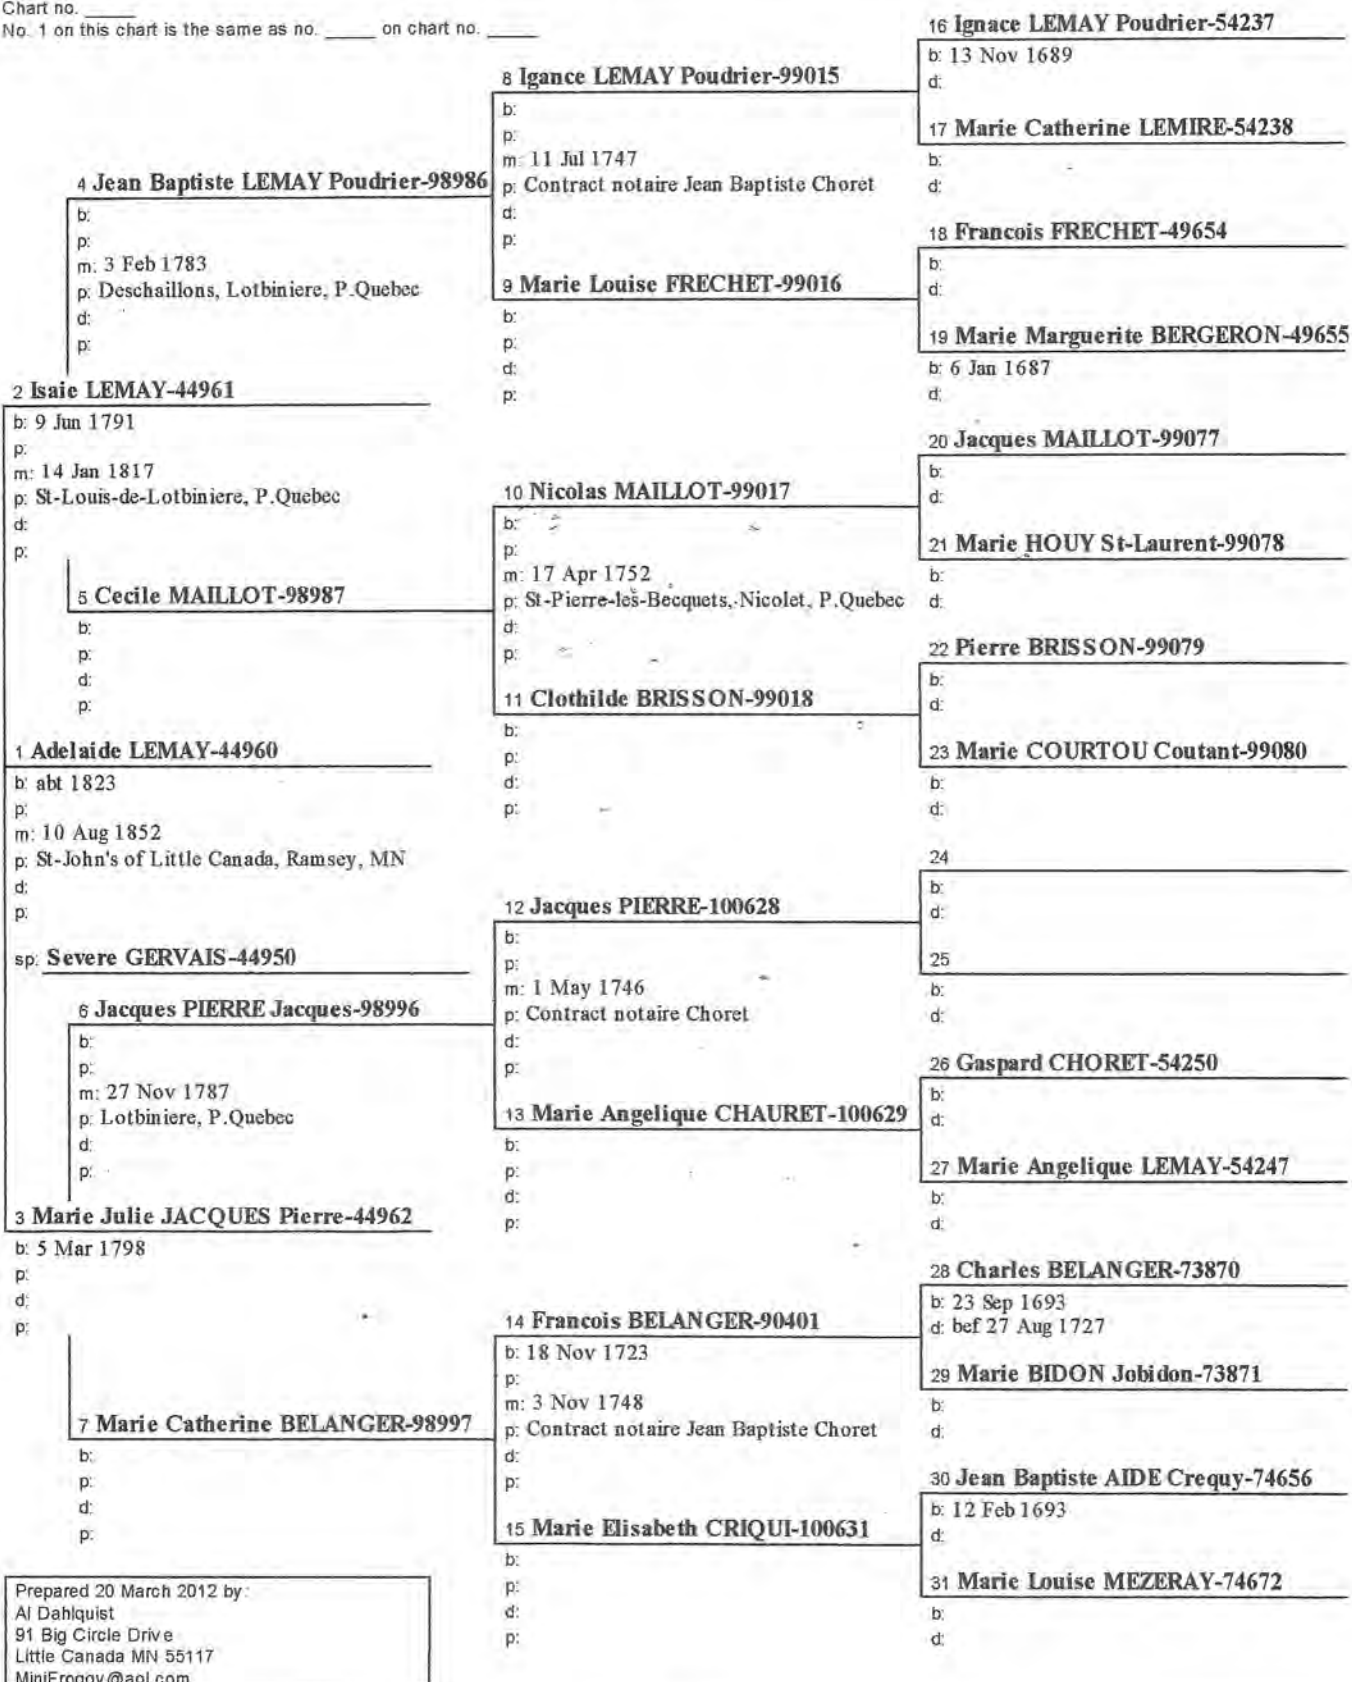 Chart no. _____
No. 1 on this chart is the same as no. _____ on chart no. _____
16 Ignace LEMAY Poudrier-54237
b: 13 Nov 1689
d:
8 Igance LEMAY Poudrier-99015
b:
p:
m: 11 Jul 1747
p: Contract notaire Jean Baptiste Choret
d:
p:
17 Marie Catherine LEMIRE-54238
b:
d:
4 Jean Baptiste LEMAY Poudrier-98986
b:
p:
m: 3 Feb 1783
p: Deschaillons, Lotbiniere, P.Quebec
d:
p:
18 Francois FRECHET-49654
b:
d:
9 Marie Louise FRECHET-99016
b:
p:
d:
p:
19 Marie Marguerite BERGERON-49655
b: 6 Jan 1687
d:
2 Isaie LEMAY-44961
b: 9 Jun 1791
p:
m: 14 Jan 1817
p: St-Louis-de-Lotbiniere, P.Quebec
d:
p:
20 Jacques MAILLOT-99077
b:
d:
10 Nicolas MAILLOT-99017
b:
p:
m: 17 Apr 1752
p: St-Pierre-les-Becquets, Nicolet, P.Quebec
d:
p:
21 Marie HOUY St-Laurent-99078
b:
d:
5 Cecile MAILLOT-98987
b:
p:
d:
p:
22 Pierre BRISSON-99079
b:
d:
11 Clothilde BRISSON-99018
b:
p:
d:
p:
23 Marie COURTOU Coutant-99080
b:
d:
1 Adelaide LEMAY-44960
b: abt 1823
p:
m: 10 Aug 1852
p: St-John's of Little Canada, Ramsey, MN
d:
p:
sp: Severe GERVAIS-44950
24
b:
d:
12 Jacques PIERRE-100628
b:
p:
m: 1 May 1746
p: Contract notaire Choret
d:
p:
25
b:
d:
6 Jacques PIERRE Jacques-98996
b:
p:
m: 27 Nov 1787
p: Lotbiniere, P.Quebec
d:
p:
26 Gaspard CHORET-54250
b:
d:
13 Marie Angelique CHAURET-100629
b:
p:
d:
p:
27 Marie Angelique LEMAY-54247
b:
d:
3 Marie Julie JACQUES Pierre-44962
b: 5 Mar 1798
p:
d:
p:
28 Charles BELANGER-73870
b: 23 Sep 1693
d: bef 27 Aug 1727
14 Francois BELANGER-90401
b: 18 Nov 1723
p:
m: 3 Nov 1748
p: Contract notaire Jean Baptiste Choret
d:
p:
29 Marie BIDON Jobidon-73871
b:
d:
7 Marie Catherine BELANGER-98997
b:
p:
d:
p:
30 Jean Baptiste AIDE Crequy-74656
b: 12 Feb 1693
d:
15 Marie Elisabeth CRIQUI-100631
b:
p:
d:
p:
31 Marie Louise MEZERAY-74672
b:
d:
Prepared 20 March 2012 by:
Al Dahlquist
91 Big Circle Drive
Little Canada MN 55117
MiniFroggy@aol.com